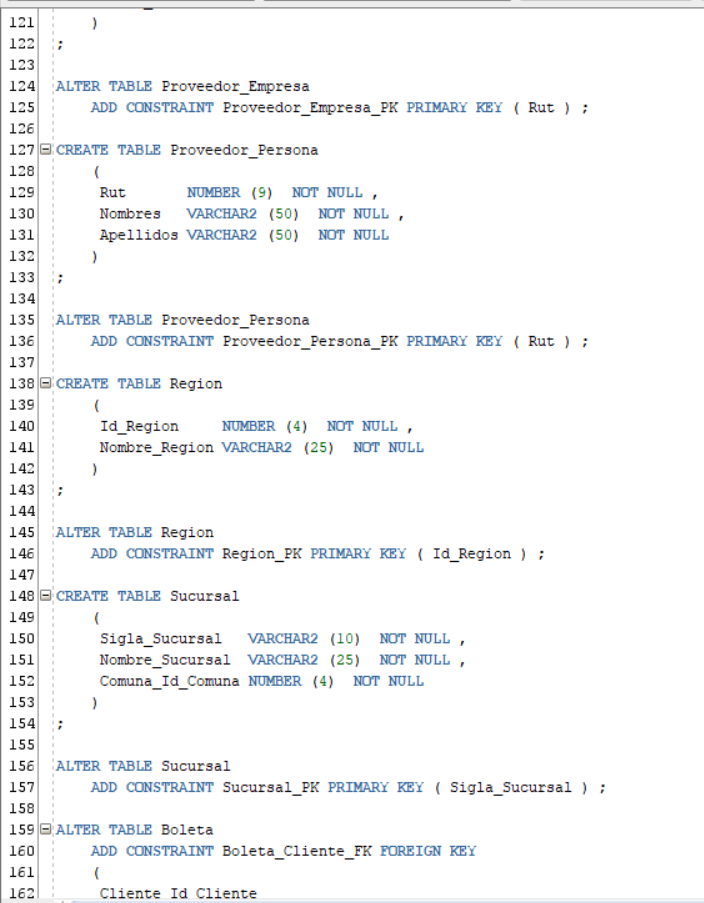 121 )
122 ;
123
124 ALTER TABLE Proveedor_Empresa
125 ADD CONSTRAINT Proveedor_Empresa_PK PRIMARY KEY ( Rut ) ;
126
127 CREATE TABLE Proveedor_Persona
128 (
129 Rut NUMBER (9) NOT NULL ,
130 Nombres VARCHAR2 (50) NOT NULL ,
131 Apellidos VARCHAR2 (50) NOT NULL
132 )
133 ;
134
135 ALTER TABLE Proveedor_Persona
136 ADD CONSTRAINT Proveedor_Persona_PK PRIMARY KEY ( Rut ) ;
137
138 CREATE TABLE Region
139 (
140 Id_Region NUMBER (4) NOT NULL ,
141 Nombre_Region VARCHAR2 (25) NOT NULL
142 )
143 ;
144
145 ALTER TABLE Region
146 ADD CONSTRAINT Region_PK PRIMARY KEY ( Id_Region ) ;
147
148 CREATE TABLE Sucursal
149 (
150 Sigla_Sucursal VARCHAR2 (10) NOT NULL ,
151 Nombre_Sucursal VARCHAR2 (25) NOT NULL ,
152 Comuna_Id_Comuna NUMBER (4) NOT NULL
153 )
154 ;
155
156 ALTER TABLE Sucursal
157 ADD CONSTRAINT Sucursal_PK PRIMARY KEY ( Sigla_Sucursal ) ;
158
159 ALTER TABLE Boleta
160 ADD CONSTRAINT Boleta_Cliente_FK FOREIGN KEY
161 (
162 Cliente_Id_Cliente